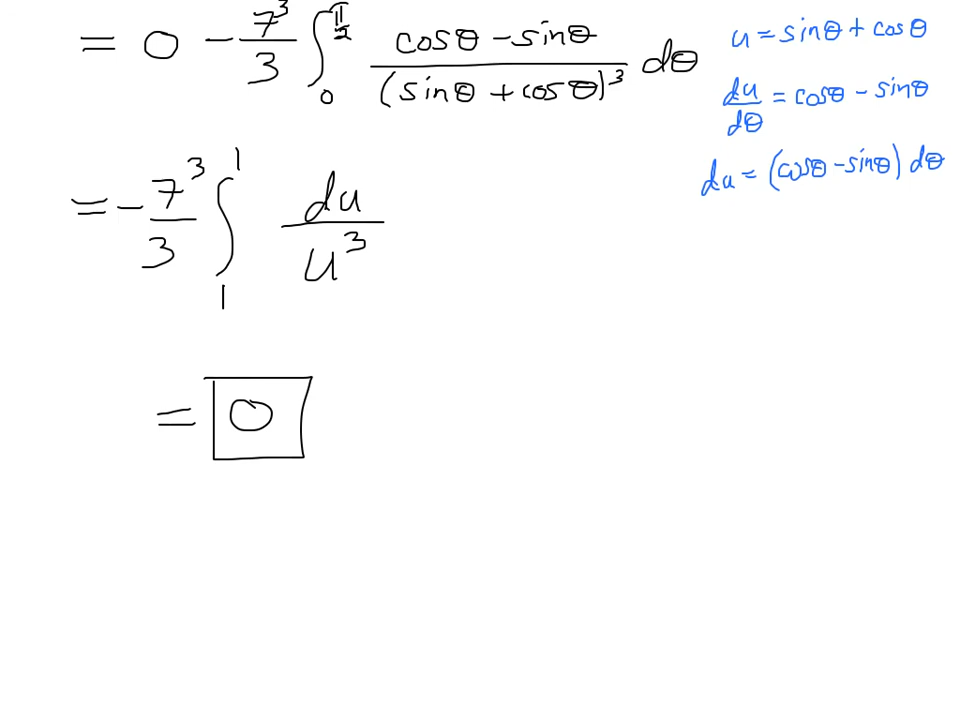 = 0 - 7³/3 ∫₀^(π/2) (cosθ - sinθ)/(sinθ + cosθ)³ dθ
u = sinθ + cosθ
du/dθ = cosθ - sinθ
du = (cosθ - sinθ) dθ
= - 7³/3 ∫₁¹ du/u³
= 0